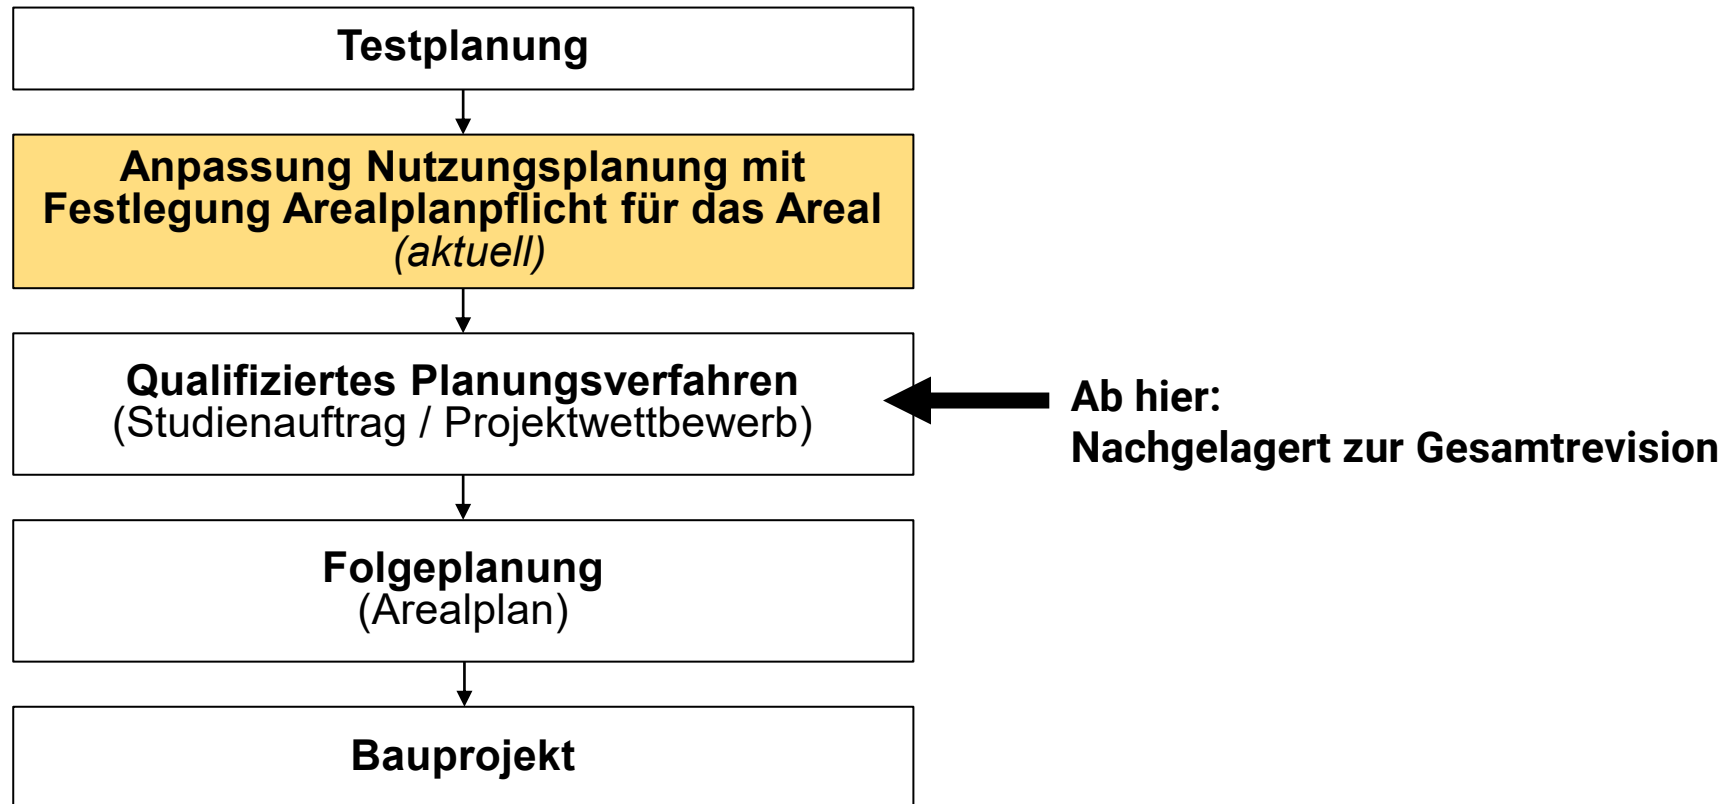 Testplanung
Anpassung Nutzungsplanung mit
Festlegung Arealplanpflicht für das Areal
(aktuell)
Qualifiziertes Planungsverfahren
(Studienauftrag / Projektwettbewerb)
Ab hier:
Nachgelagert zur Gesamtrevision
Folgeplanung
(Arealplan)
Bauprojekt